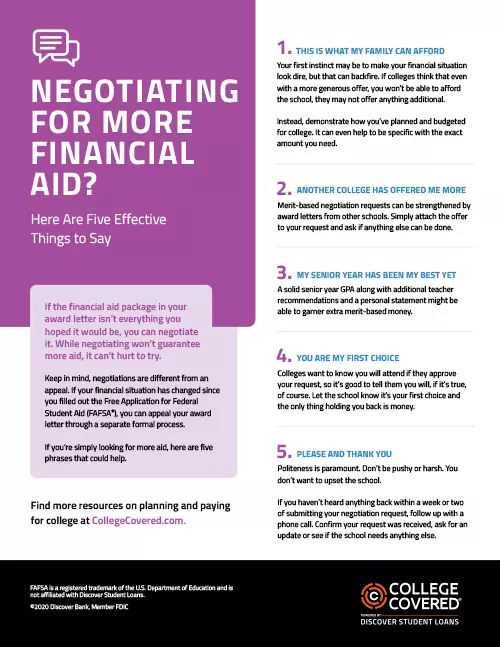 NEGOTIATING
FOR MORE
FINANCIAL
AID?
Here Are Five Effective
Things to Say
If the financial aid package in your
award letter isn't everything you
hoped it would be, you can negotiate
it. While negotiating won't guarantee
more aid, it can't hurt to try.
Keep in mind, negotiations are different from an
appeal. If your financial situation has changed since
you filled out the Free Application for Federal
Student Aid (FAFSA®), you can appeal your award
letter through a separate formal process.
If you're simply looking for more aid, here are five
phrases that could help.
Find more resources on planning and paying
for college at CollegeCovered.com.
1. THIS IS WHAT MY FAMILY CAN AFFORD
Your first instinct may be to make your financial situation
look dire, but that can backfire. If colleges think that even
with a more generous offer, you won't be able to afford
the school, they may not offer anything additional.
Instead, demonstrate how you've planned and budgeted
for college. It can even help to be specific with the exact
amount you need.
2. ANOTHER COLLEGE HAS OFFERED ME MORE
Merit-based negotiation requests can be strengthened by
award letters from other schools. Simply attach the offer
to your request and ask if anything else can be done.
3. MY SENIOR YEAR HAS BEEN MY BEST YET
A solid senior year GPA along with additional teacher
recommendations and a personal statement might be
able to garner extra merit-based money.
4. YOU ARE MY FIRST CHOICE
Colleges want to know you will attend if they approve
your request, so it's good to tell them you will, if it's true,
of course. Let the school know it's your first choice and
the only thing holding you back is money.
5. PLEASE AND THANK YOU
Politeness is paramount. Don't be pushy or harsh. You
don't want to upset the school.
If you haven't heard anything back within a week or two
of submitting your negotiation request, follow up with a
phone call. Confirm your request was received, ask for an
update or see if the school needs anything else.
FAFSA is a registered trademark of the U.S. Department of Education and is
not affiliated with Discover Student Loans.
©2020 Discover Bank, Member FDIC
COLLEGE
COVERED®
POWERED BY
DISCOVER STUDENT LOANS